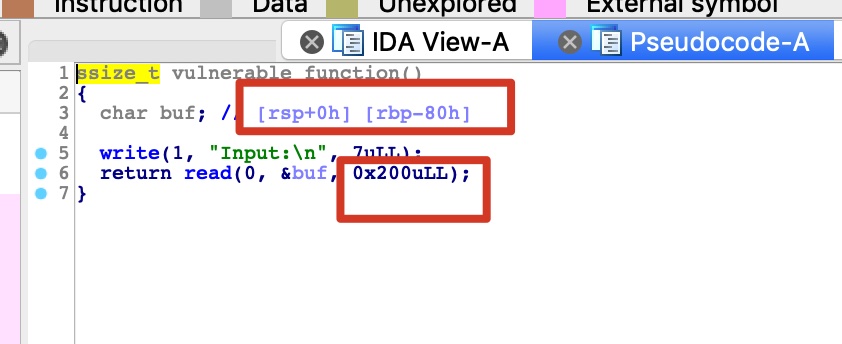 Instruction Data Unexplored External symbol
IDA View-A Pseudocode-A
1 ssize_t vulnerable_function()
2 {
3 char buf; // [rsp+0h] [rbp-80h]
4
5 write(1, "Input:\n", 7uLL);
6 return read(0, &buf, 0x200uLL);
7 }